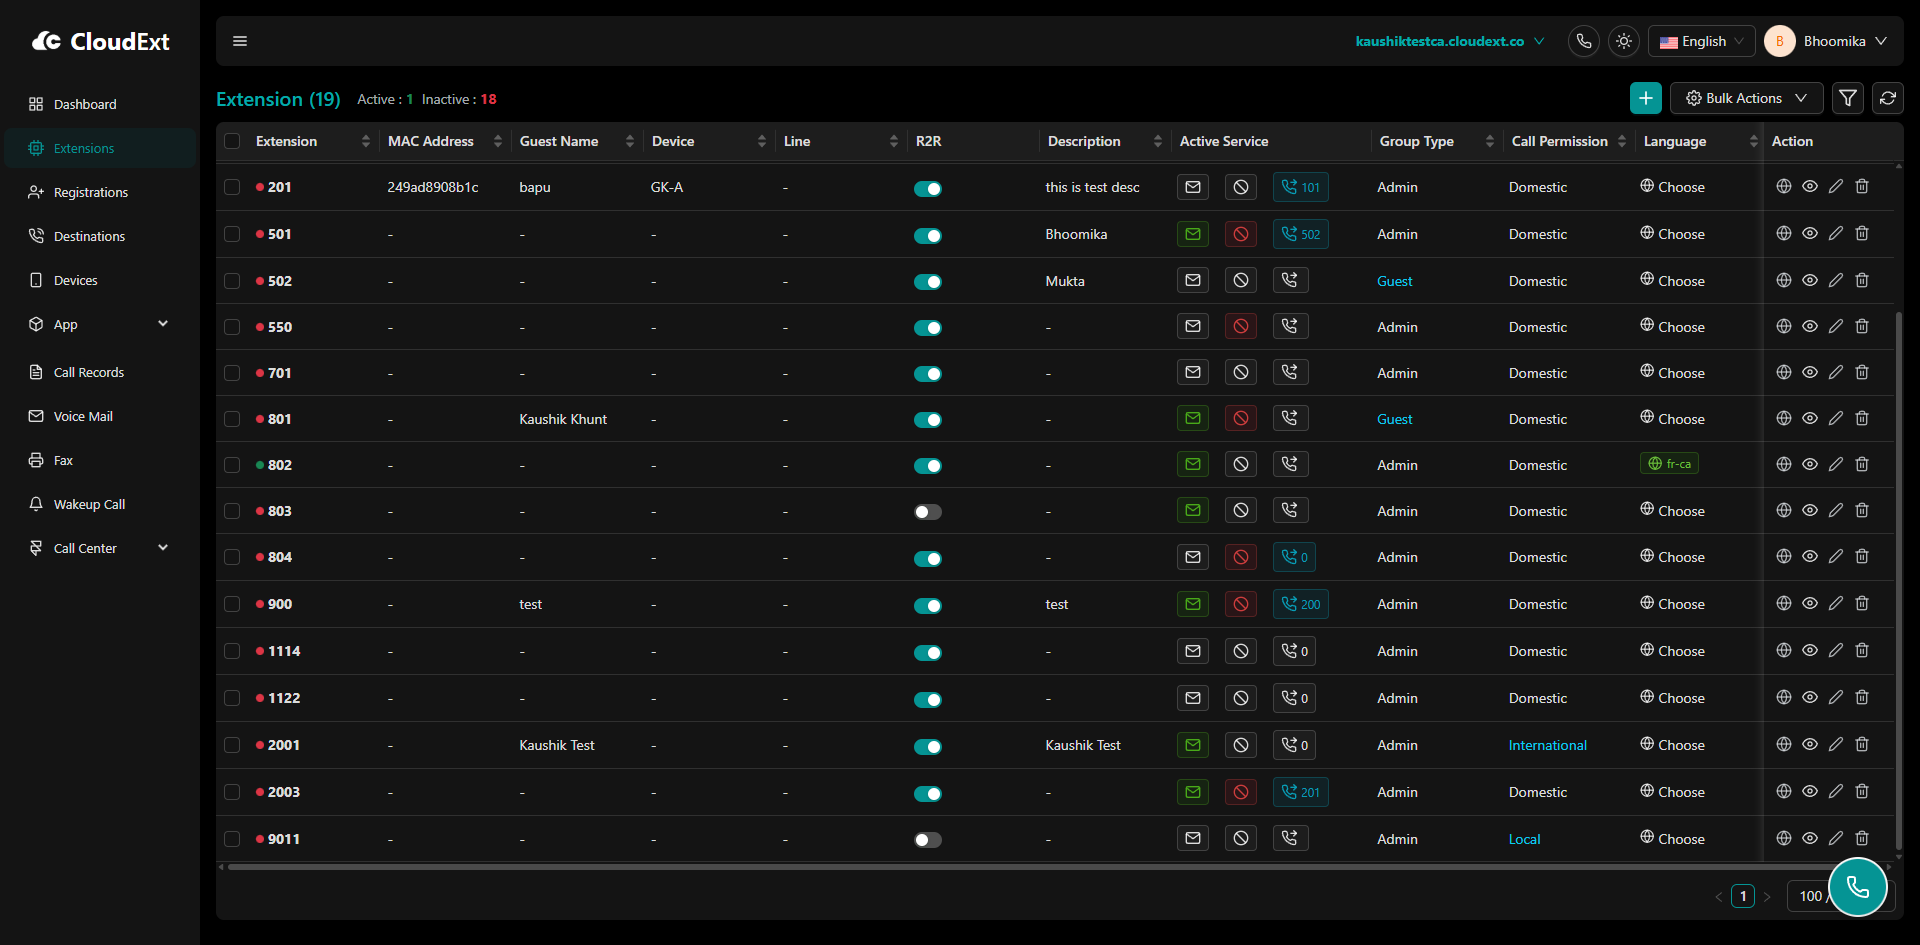 CloudExt
kaushiktestca.cloudext.co English B Bhoomika
Dashboard
Extensions
Registrations
Destinations
Devices
App
Call Records
Voice Mail
Fax
Wakeup Call
Call Center
Extension (19) Active : 1 Inactive : 18 Bulk Actions
Extension MAC Address Guest Name Device Line R2R Description Active Service Group Type Call Permission Language Action
201 249ad8908b1c bapu GK-A - this is test desc 101 Admin Domestic Choose
501 - - - - Bhoomika 502 Admin Domestic Choose
502 - - - - Mukta Guest Domestic Choose
550 - - - - - Admin Domestic Choose
701 - - - - - Admin Domestic Choose
801 - Kaushik Khunt - - - Guest Domestic Choose
802 - - - - - Admin Domestic fr-ca
803 - - - - - Admin Domestic Choose
804 - - - - - 0 Admin Domestic Choose
900 - test - - test 200 Admin Domestic Choose
1114 - - - - - 0 Admin Domestic Choose
1122 - - - - - 0 Admin Domestic Choose
2001 - Kaushik Test - - Kaushik Test 0 Admin International Choose
2003 - - - - - 201 Admin Domestic Choose
9011 - - - - - Admin Local Choose
1 100 /